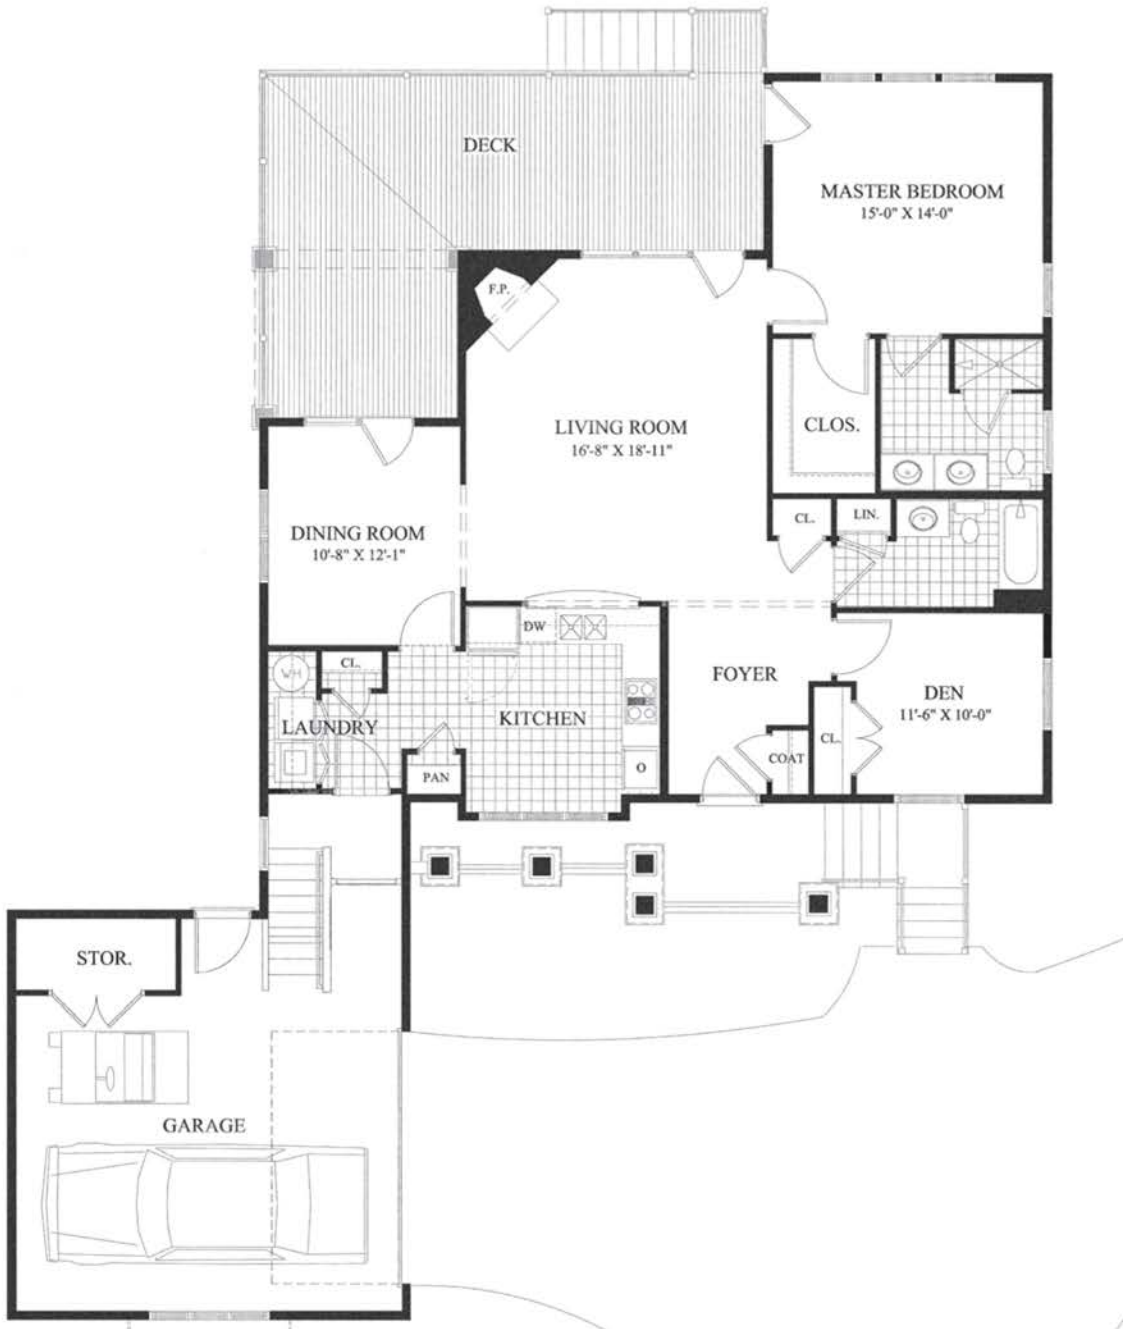 DECK
MASTER BEDROOM
15'-0" X 14'-0"
F.P.
LIVING ROOM
16'-8" X 18'-11"
CLOS.
DINING ROOM
10'-8" X 12'-1"
CL.
LIN.
DW
CL.
WH
FOYER
DEN
11'-6" X 10'-0"
LAUNDRY
KITCHEN
CL.
COAT
PAN
O
STOR.
GARAGE